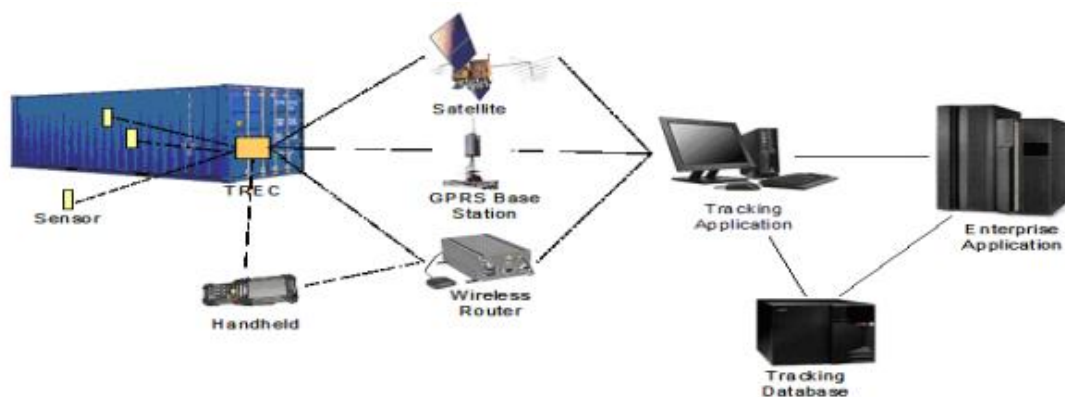 Satellite
TREC
Sensor
GPRS Base
Station
Tracking
Application
Enterprise
Application
Wireless
Router
Handheld
Tracking
Database